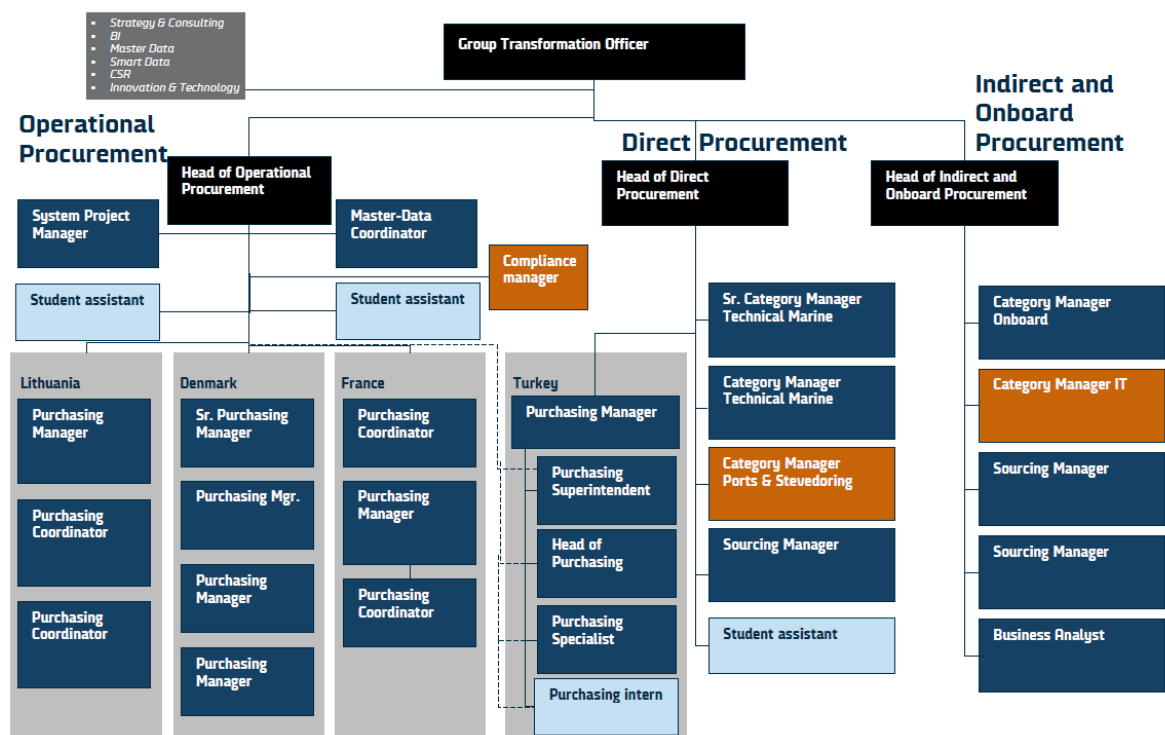 Strategy & Consulting
BI
Master Data
Smart Data
CSR
Innovation & Technology
Group Transformation Officer
Operational
Procurement
Direct Procurement
Indirect and
Onboard
Procurement
Head of Operational
Procurement
Head of Direct
Procurement
Head of Indirect and
Onboard Procurement
System Project
Manager
Master-Data
Coordinator
Compliance
manager
Student assistant
Student assistant
Lithuania
Purchasing
Manager
Purchasing
Coordinator
Purchasing
Coordinator
Denmark
Sr. Purchasing
Manager
Purchasing Mgr.
Purchasing
Manager
Purchasing
Manager
France
Purchasing
Coordinator
Purchasing
Manager
Purchasing
Coordinator
Turkey
Purchasing Manager
Purchasing
Superintendent
Head of
Purchasing
Purchasing
Specialist
Purchasing intern
Sr. Category Manager
Technical Marine
Category Manager
Technical Marine
Category Manager
Ports & Stevedoring
Sourcing Manager
Student assistant
Category Manager
Onboard
Category Manager IT
Sourcing Manager
Sourcing Manager
Business Analyst